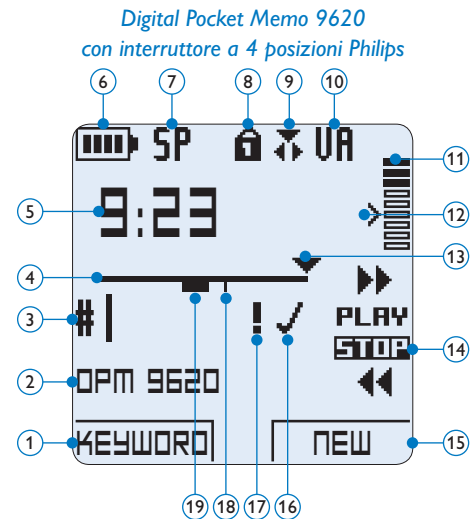 Digital Pocket Memo 9620
con interruttore a 4 posizioni Philips
6 7 8 9 10
SP 1 VA
11
5 9:23 12
4 13
3 #1 ! PLAY
STOP 14
2 DPM 9620
1 KEYWORD NEW 15
19 18 17 16